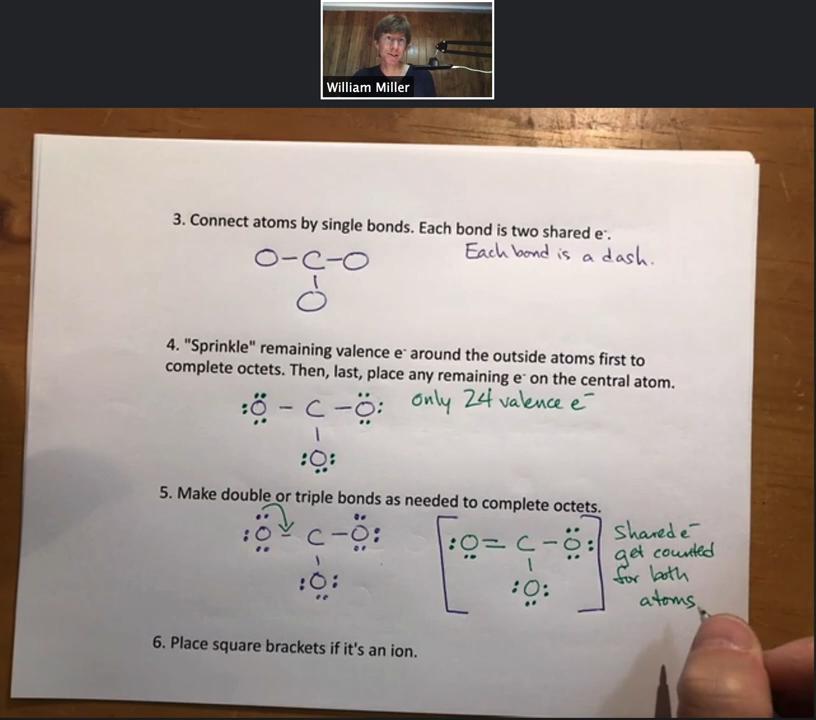 William Miller
3. Connect atoms by single bonds. Each bond is two shared e⁻.
Each bond is a dash.
O–C–O
|
O
4. "Sprinkle" remaining valence e⁻ around the outside atoms first to
complete octets. Then, last, place any remaining e⁻ on the central atom.
:Ö – C – Ö:
only 24 valence e⁻
|
:O:
5. Make double or triple bonds as needed to complete octets.
:Ö – C – Ö:
|
:O:
[:O = C – Ö:]
|
:O:
Shared e⁻
get counted
for both
atoms
6. Place square brackets if it's an ion.